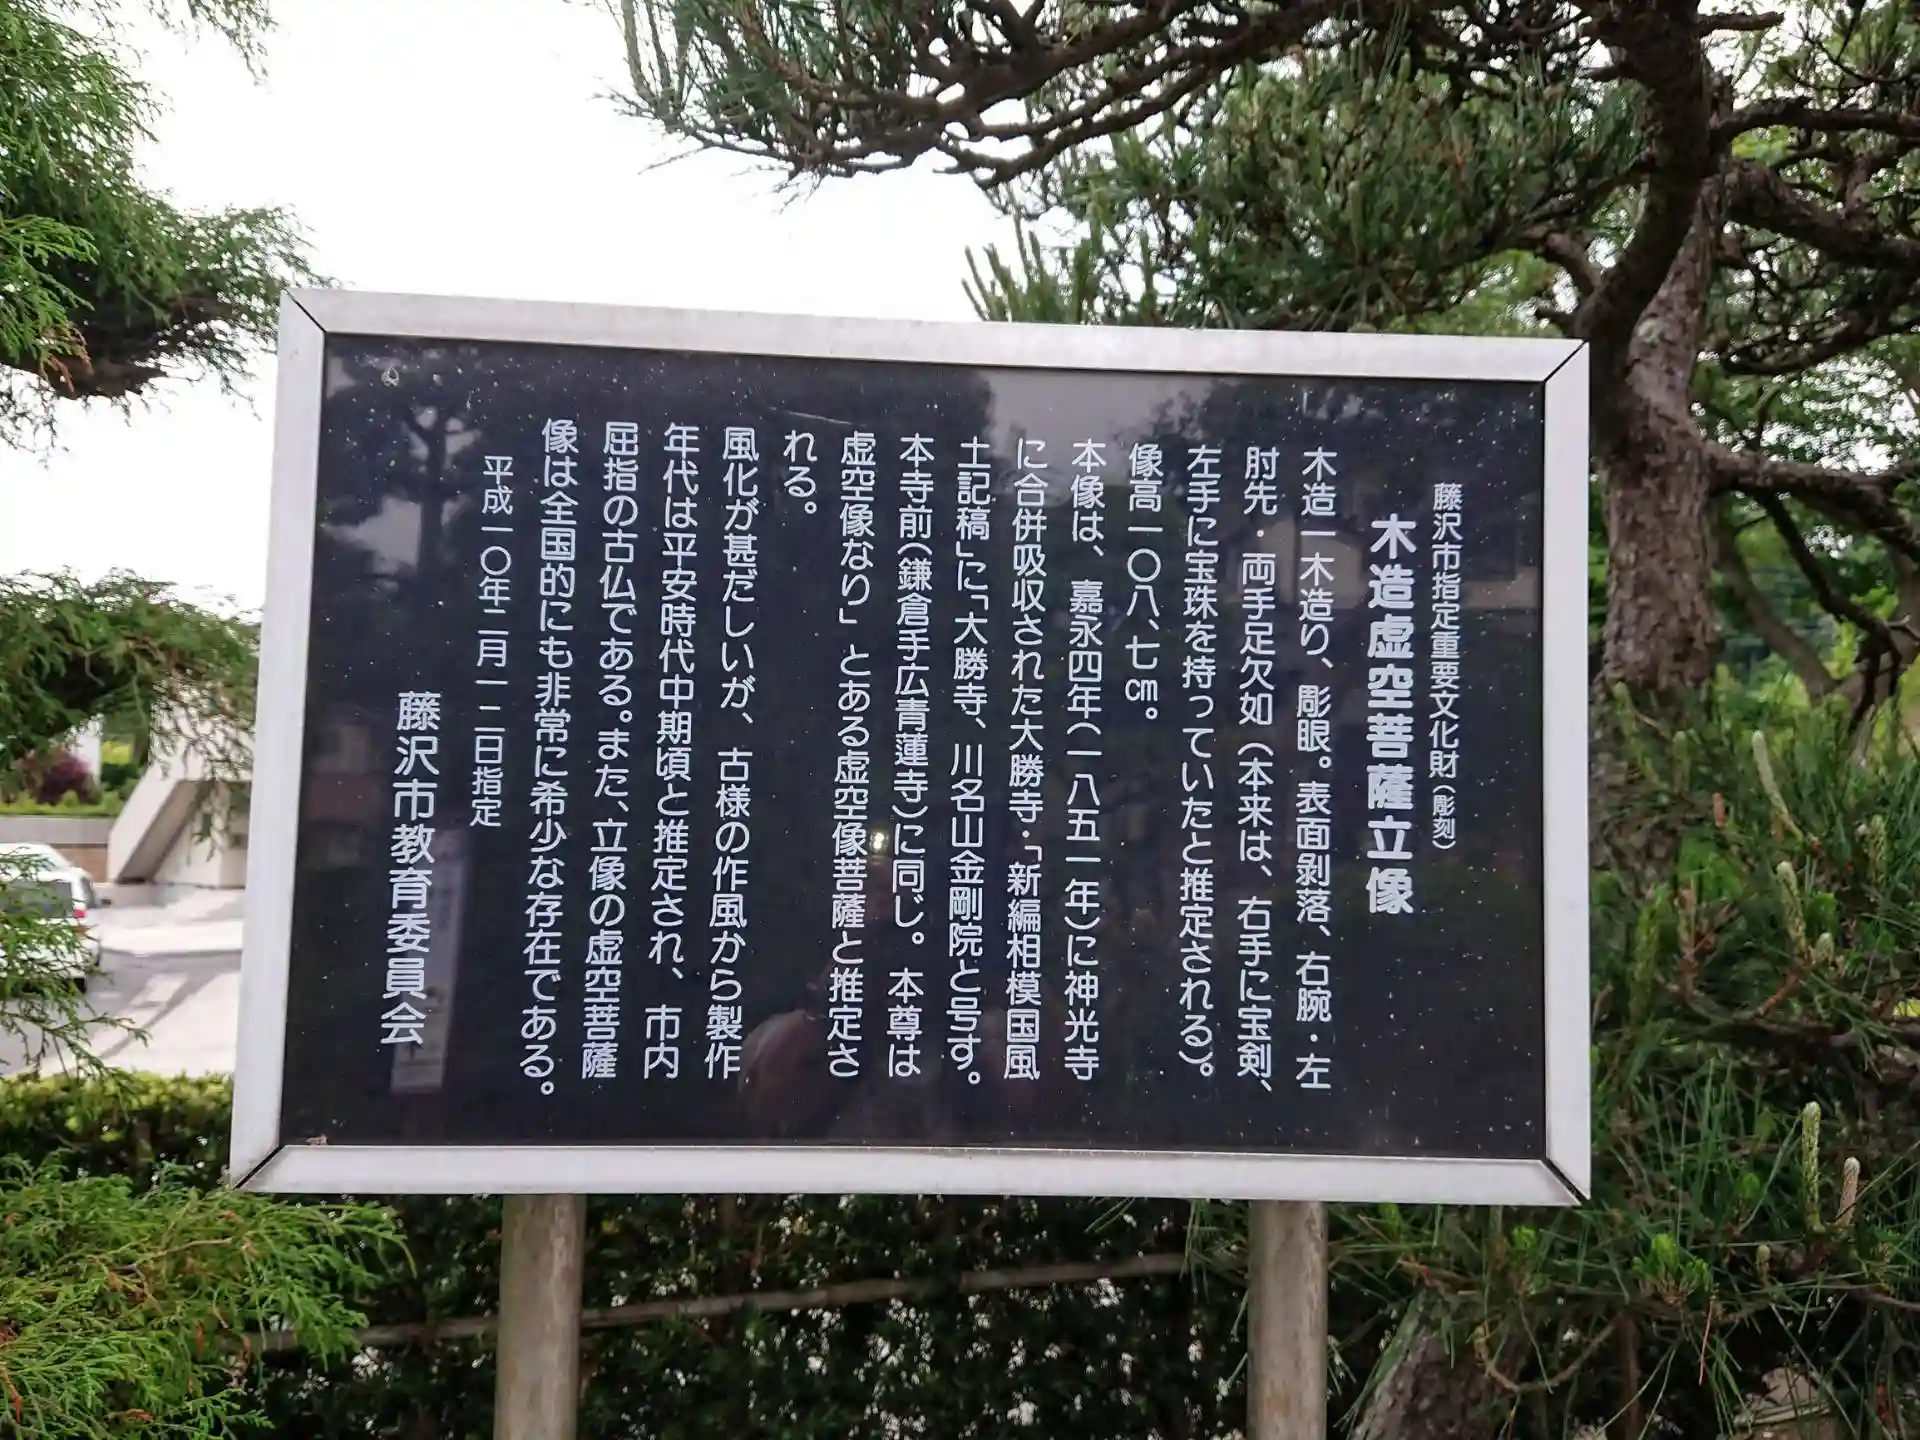 藤沢市指定重要文化財（彫刻）
木造虚空菩薩立像
木造一木造り、彫眼。表面剥落、右腕・左
肘先・両手足欠如（本来は、右手に宝剣、
左手に宝珠を持っていたと推定される）。
像高一〇八、七㎝。
本像は、嘉永四年（一八五一年）に神光寺
に合併吸収された大勝寺・「新編相模国風
土記稿」に「大勝寺、川名山金剛院と号す。
本寺前（鎌倉手広青蓮寺）に同じ。本尊は
虚空像なり」とある虚空像菩薩と推定さ
れる。
風化が甚だしいが、古様の作風から製作
年代は平安時代中期頃と推定され、市内
屈指の古仏である。また、立像の虚空菩薩
像は全国的にも非常に希少な存在である。
平成一〇年二月一二日指定
藤沢市教育委員会